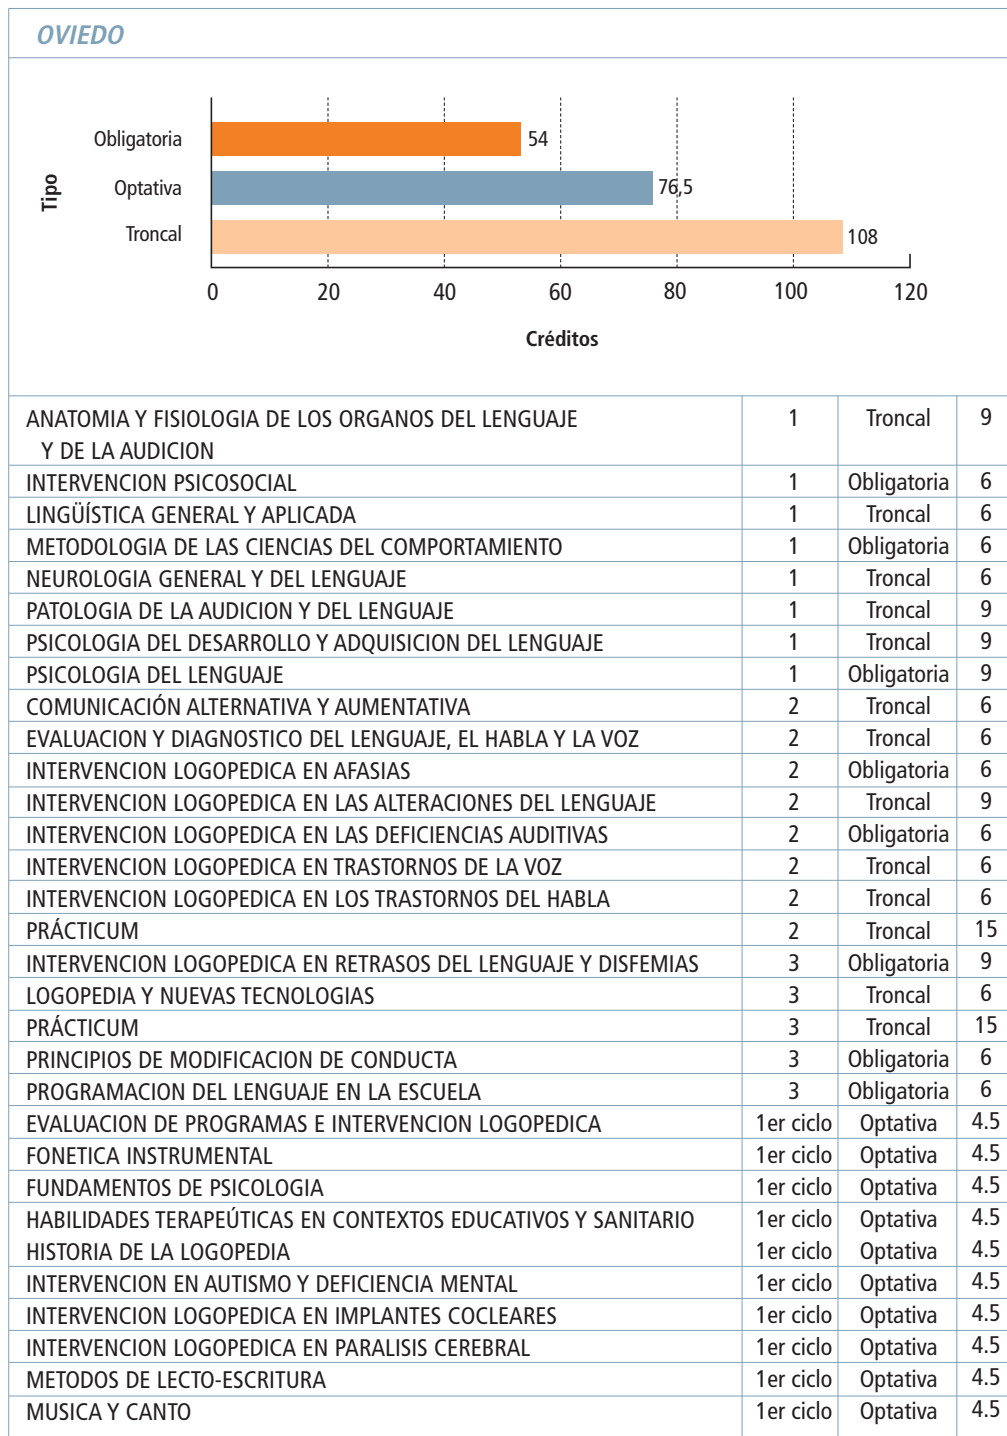 OVIEDO
Tipo
Obligatoria 54
Optativa 76,5
Troncal 108
0 20 40 60 80 100 120
Créditos
ANATOMIA Y FISIOLOGIA DE LOS ORGANOS DEL LENGUAJE 1 Troncal 9
Y DE LA AUDICION
INTERVENCION PSICOSOCIAL 1 Obligatoria 6
LINGÜÍSTICA GENERAL Y APLICADA 1 Troncal 6
METODOLOGIA DE LAS CIENCIAS DEL COMPORTAMIENTO 1 Obligatoria 6
NEUROLOGIA GENERAL Y DEL LENGUAJE 1 Troncal 6
PATOLOGIA DE LA AUDICION Y DEL LENGUAJE 1 Troncal 9
PSICOLOGIA DEL DESARROLLO Y ADQUISICION DEL LENGUAJE 1 Troncal 9
PSICOLOGIA DEL LENGUAJE 1 Obligatoria 9
COMUNICACIÓN ALTERNATIVA Y AUMENTATIVA 2 Troncal 6
EVALUACION Y DIAGNOSTICO DEL LENGUAJE, EL HABLA Y LA VOZ 2 Troncal 6
INTERVENCION LOGOPEDICA EN AFASIAS 2 Obligatoria 6
INTERVENCION LOGOPEDICA EN LAS ALTERACIONES DEL LENGUAJE 2 Troncal 9
INTERVENCION LOGOPEDICA EN LAS DEFICIENCIAS AUDITIVAS 2 Obligatoria 6
INTERVENCION LOGOPEDICA EN TRASTORNOS DE LA VOZ 2 Troncal 6
INTERVENCION LOGOPEDICA EN LOS TRASTORNOS DEL HABLA 2 Troncal 6
PRÁCTICUM 2 Troncal 15
INTERVENCION LOGOPEDICA EN RETRASOS DEL LENGUAJE Y DISFEMIAS 3 Obligatoria 9
LOGOPEDIA Y NUEVAS TECNOLOGIAS 3 Troncal 6
PRÁCTICUM 3 Troncal 15
PRINCIPIOS DE MODIFICACION DE CONDUCTA 3 Obligatoria 6
PROGRAMACION DEL LENGUAJE EN LA ESCUELA 3 Obligatoria 6
EVALUACION DE PROGRAMAS E INTERVENCION LOGOPEDICA 1er ciclo Optativa 4.5
FONETICA INSTRUMENTAL 1er ciclo Optativa 4.5
FUNDAMENTOS DE PSICOLOGIA 1er ciclo Optativa 4.5
HABILIDADES TERAPEÚTICAS EN CONTEXTOS EDUCATIVOS Y SANITARIO 1er ciclo Optativa 4.5
HISTORIA DE LA LOGOPEDIA 1er ciclo Optativa 4.5
INTERVENCION EN AUTISMO Y DEFICIENCIA MENTAL 1er ciclo Optativa 4.5
INTERVENCION LOGOPEDICA EN IMPLANTES COCLEARES 1er ciclo Optativa 4.5
INTERVENCION LOGOPEDICA EN PARALISIS CEREBRAL 1er ciclo Optativa 4.5
METODOS DE LECTO-ESCRITURA 1er ciclo Optativa 4.5
MUSICA Y CANTO 1er ciclo Optativa 4.5